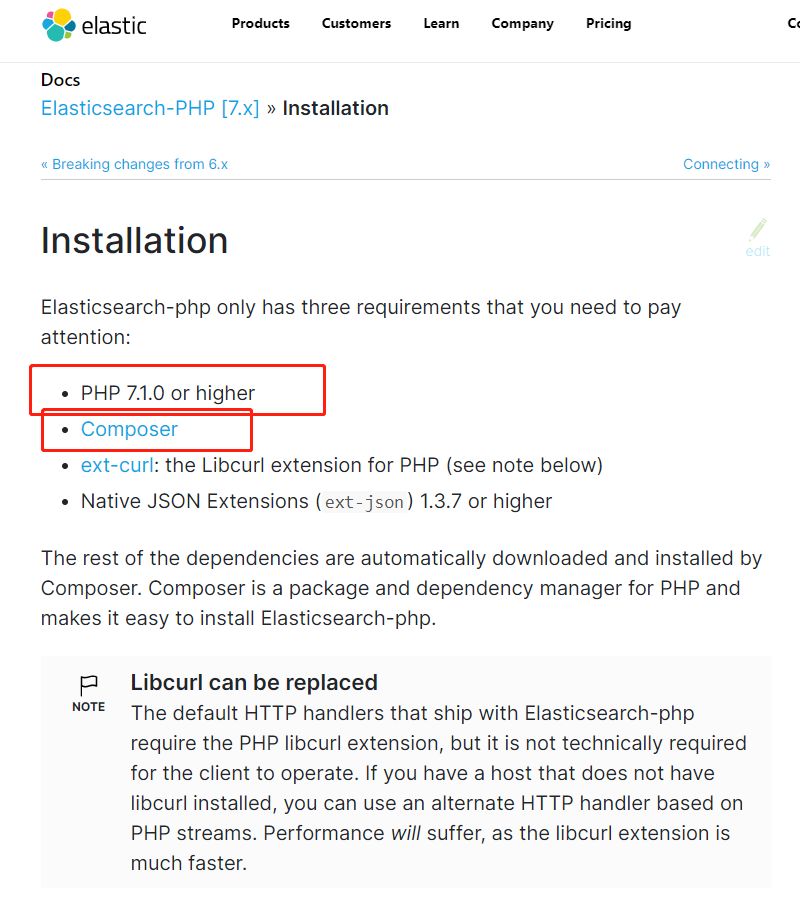 elastic Products Customers Learn Company Pricing
Docs
Elasticsearch-PHP [7.x] » Installation
« Breaking changes from 6.x Connecting »
Installation
edit
Elasticsearch-php only has three requirements that you need to pay
attention:
• PHP 7.1.0 or higher
• Composer
• ext-curl: the Libcurl extension for PHP (see note below)
• Native JSON Extensions (ext-json) 1.3.7 or higher
The rest of the dependencies are automatically downloaded and installed by
Composer. Composer is a package and dependency manager for PHP and
makes it easy to install Elasticsearch-php.
NOTE
Libcurl can be replaced
The default HTTP handlers that ship with Elasticsearch-php
require the PHP libcurl extension, but it is not technically required
for the client to operate. If you have a host that does not have
libcurl installed, you can use an alternate HTTP handler based on
PHP streams. Performance will suffer, as the libcurl extension is
much faster.